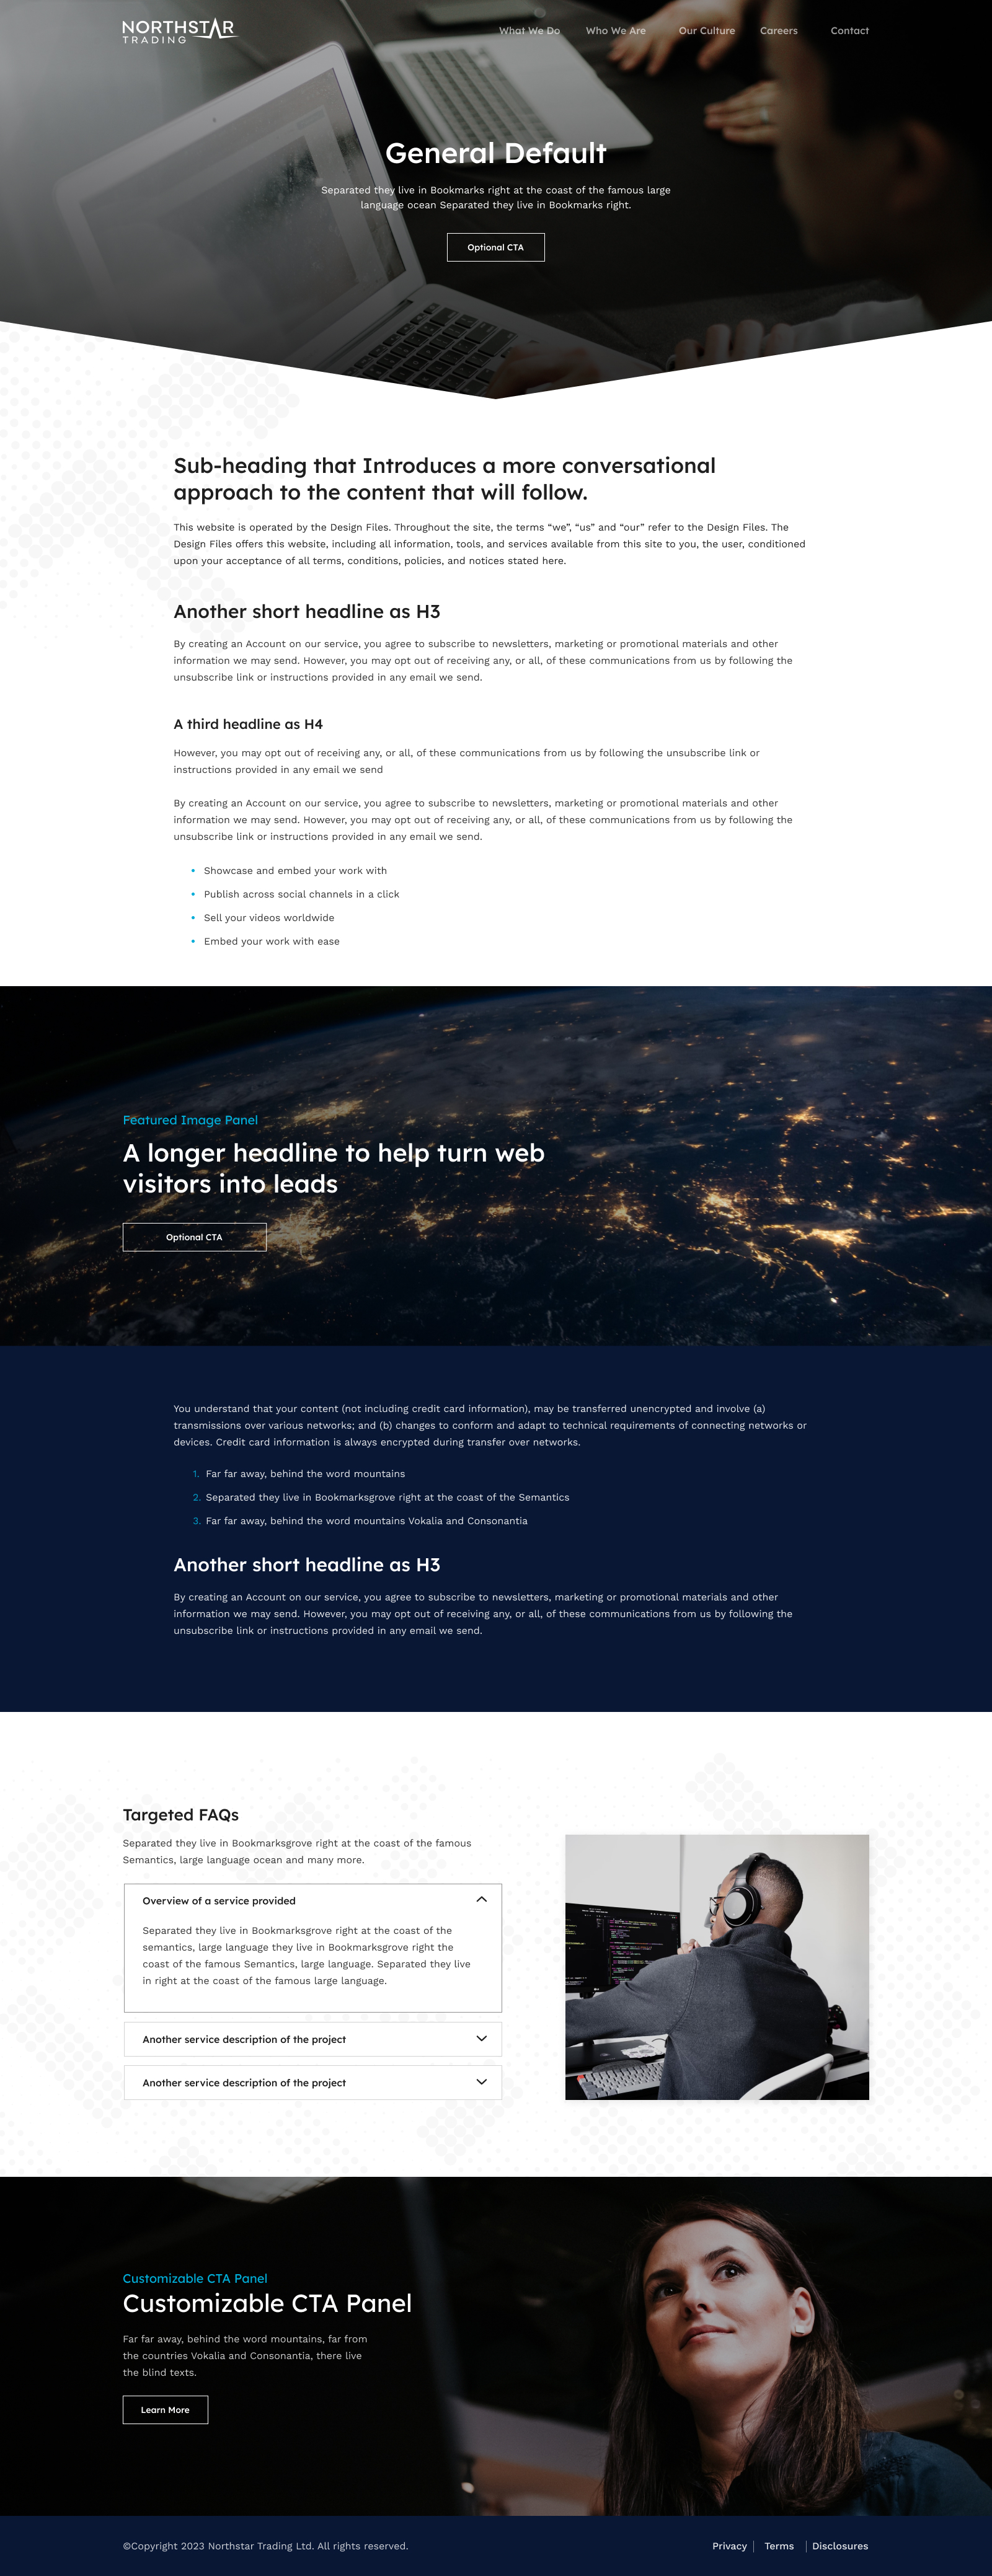 NORTHSTAR
TRADING
What We Do Who We Are Our Culture Careers Contact
General Default
Separated they live in Bookmarks right at the coast of the famous large
language ocean Separated they live in Bookmarks right.
Optional CTA
Sub-heading that Introduces a more conversational
approach to the content that will follow.
This website is operated by the Design Files. Throughout the site, the terms “we”, “us” and “our” refer to the Design Files. The
Design Files offers this website, including all information, tools, and services available from this site to you, the user, conditioned
upon your acceptance of all terms, conditions, policies, and notices stated here.
Another short headline as H3
By creating an Account on our service, you agree to subscribe to newsletters, marketing or promotional materials and other
information we may send. However, you may opt out of receiving any, or all, of these communications from us by following the
unsubscribe link or instructions provided in any email we send.
A third headline as H4
However, you may opt out of receiving any, or all, of these communications from us by following the unsubscribe link or
instructions provided in any email we send
By creating an Account on our service, you agree to subscribe to newsletters, marketing or promotional materials and other
information we may send. However, you may opt out of receiving any, or all, of these communications from us by following the
unsubscribe link or instructions provided in any email we send.
• Showcase and embed your work with
• Publish across social channels in a click
• Sell your videos worldwide
• Embed your work with ease
Featured Image Panel
A longer headline to help turn web
visitors into leads
Optional CTA
You understand that your content (not including credit card information), may be transferred unencrypted and involve (a)
transmissions over various networks; and (b) changes to conform and adapt to technical requirements of connecting networks or
devices. Credit card information is always encrypted during transfer over networks.
1. Far far away, behind the word mountains
2. Separated they live in Bookmarksgrove right at the coast of the Semantics
3. Far far away, behind the word mountains Vokalia and Consonantia
Another short headline as H3
By creating an Account on our service, you agree to subscribe to newsletters, marketing or promotional materials and other
information we may send. However, you may opt out of receiving any, or all, of these communications from us by following the
unsubscribe link or instructions provided in any email we send.
Targeted FAQs
Separated they live in Bookmarksgrove right at the coast of the famous
Semantics, large language ocean and many more.
Overview of a service provided
Separated they live in Bookmarksgrove right at the coast of the
semantics, large language they live in Bookmarksgrove right the
coast of the famous Semantics, large language. Separated they live
in right at the coast of the famous large language.
Another service description of the project
Another service description of the project
Customizable CTA Panel
Customizable CTA Panel
Far far away, behind the word mountains, far from
the countries Vokalia and Consonantia, there live
the blind texts.
Learn More
©Copyright 2023 Northstar Trading Ltd. All rights reserved.
Privacy | Terms | Disclosures